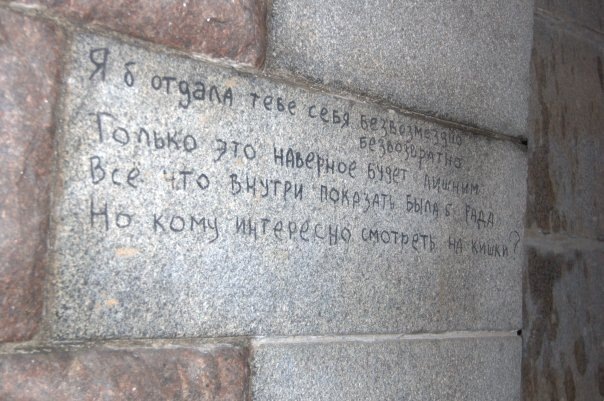 Я б отдала тебе себя безвозмездно
безвозвратно
Только это наверное будет лишним
Все что внутри показать была б рада
Но кому интересно смотреть на кишки?